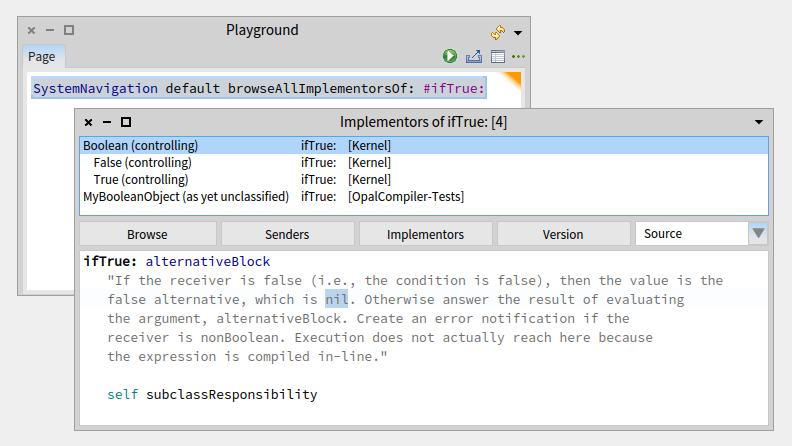 Playground
Page
SystemNavigation default browseAllImplementorsOf: #ifTrue:
Implementors of ifTrue: [4]
Boolean (controlling) ifTrue: [Kernel]
False (controlling) ifTrue: [Kernel]
True (controlling) ifTrue: [Kernel]
MyBooleanObject (as yet unclassified) ifTrue: [OpalCompiler-Tests]
Browse Senders Implementors Version Source
ifTrue: alternativeBlock
"If the receiver is false (i.e., the condition is false), then the value is the
false alternative, which is nil. Otherwise answer the result of evaluating
the argument, alternativeBlock. Create an error notification if the
receiver is nonBoolean. Execution does not actually reach here because
the expression is compiled in-line."
self subclassResponsibility